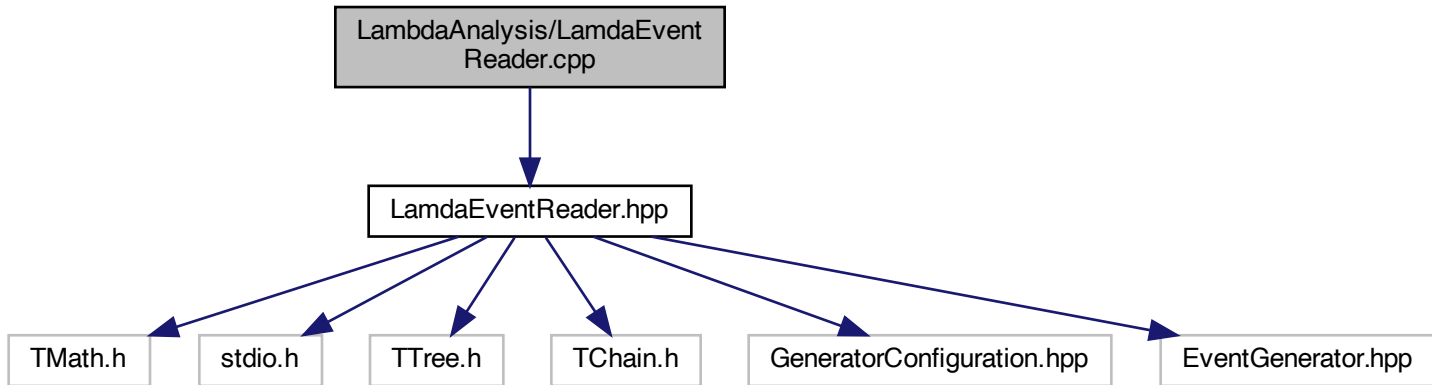 LambdaAnalysis/LamdaEvent
Reader.cpp
LamdaEventReader.hpp
TMath.h
stdio.h
TTree.h
TChain.h
GeneratorConfiguration.hpp
EventGenerator.hpp